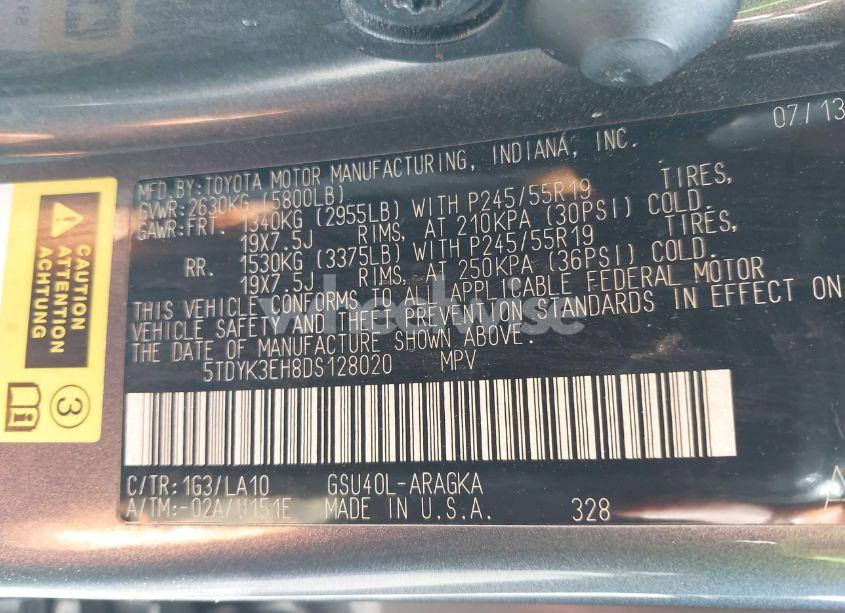 07/13
MFD.BY:TOYOTA MOTOR MANUFACTURING, INDIANA, INC.
GVWR:2630KG (5800LB)
GAWR:FRT. 1340KG (2955LB) WITH P245/55R19 TIRES,
19X7.5J RIMS, AT 210KPA (30PSI) COLD.
RR. 1530KG (3375LB) WITH P245/55R19 TIRES,
19X7.5J RIMS, AT 250KPA (36PSI) COLD.
THIS VEHICLE CONFORMS TO ALL APPLICABLE FEDERAL MOTOR
VEHICLE SAFETY AND THEFT PREVENTION STANDARDS IN EFFECT ON
THE DATE OF MANUFACTURE SHOWN ABOVE.
5TDYK3EH8DS128020 MPV
C/TR:1G3/LA10 GSU40L-ARAGKA
A/TM:-02A/U151E MADE IN U.S.A. 328
CAUTION
ATTENTION
ACHTUNG
3
i